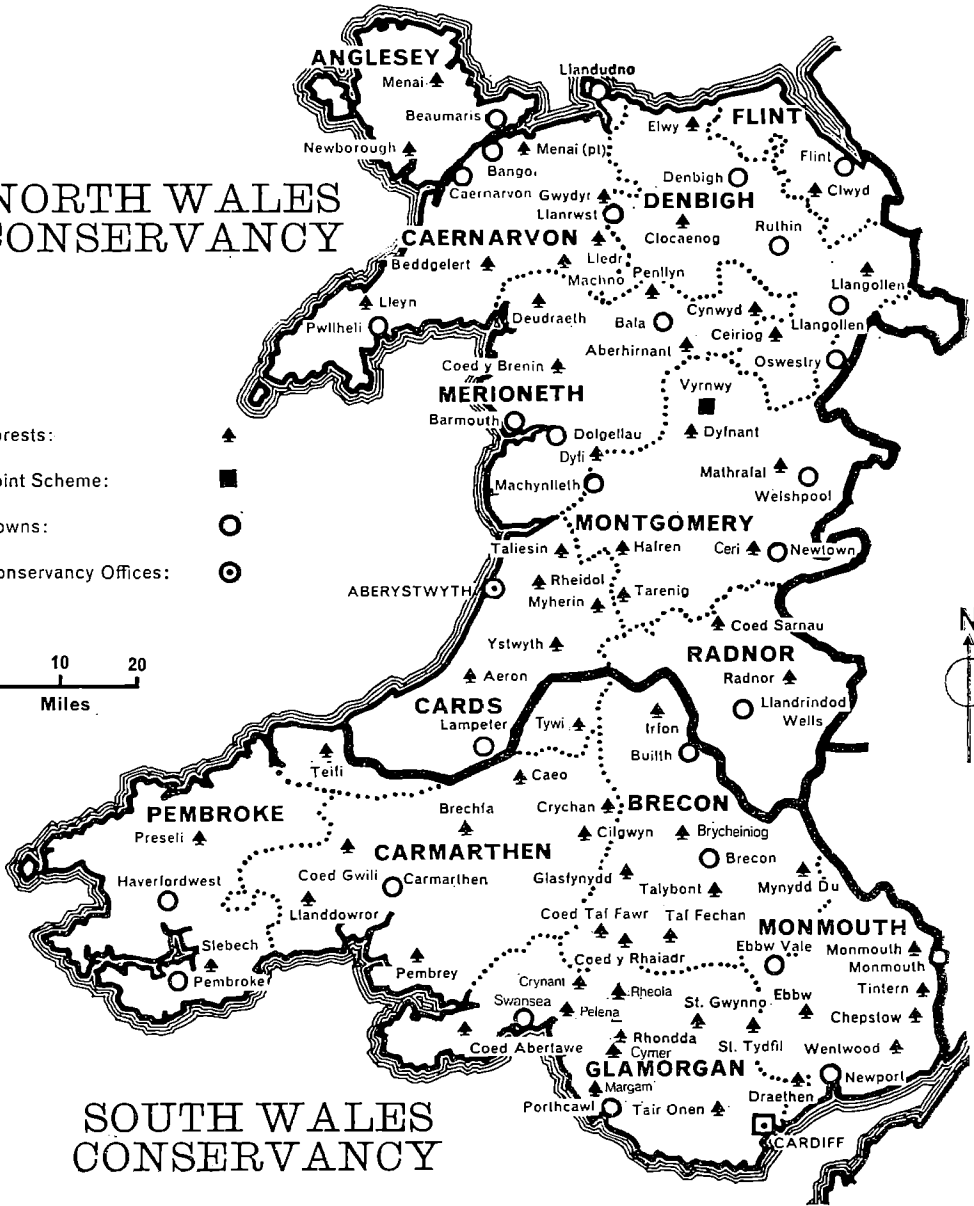 ANGLESEY
Menai
Llandudno
Beaumaris
Elwy
FLINT
Newborough
Menai (pt)
Bangor
Flint
Caernarvon
Denbigh
Clwyd
Gwydyr
NORTH WALES
CONSERVANCY
Llanrwst
DENBIGH
Clocaenog
Ruthin
CAERNARVON
Lledr
Beddgelert
Machno
Penllyn
Llangollen
Lleyn
Deudraeth
Cynwyd
Pwllheli
Bala
Llangollen
Ceiriog
Aberhirnant
Oswestry
Coed y Brenin
Vyrnwy
MERIONETH
Barmouth
Dolgellau
Dyfnant
orests:
Dyfi
Mathrafal
oint Scheme:
Machynlleth
Welshpool
owns:
MONTGOMERY
Taliesin
Hafren
Ceri
Newtown
onservancy Offices:
ABERYSTWYTH
Rheidol
Myherin
Tarenig
Coed Sarnau
N
Ystwyth
RADNOR
10
20
Miles
Aeron
Radnor
CARDS
Llandrindod
Wells
Lampeter
Tywi
Irfon
Builth
Teifi
Caeo
PEMBROKE
Brechfa
Crychan
BRECON
Preseli
Cilgwyn
Brycheiniog
CARMARTHEN
Brecon
Haverfordwest
Coed Gwili
Carmarthen
Glasfynydd
Talybont
Mynydd Du
Llanddowror
Coed Taf Fawr
Taf Fechan
MONMOUTH
Slebech
Ebbw Vale
Monmouth
Pembrey
Coed y Rhaiadr
Monmouth
Pembroke
Crynant
Rheola
Tintern
Swansea
Pelena
St. Gwynno
Ebbw
Chepstow
Coed Abertawe
Rhondda
St. Tydfil
Wentwood
Cymer
GLAMORGAN
Newport
Margam
Draethen
Porthcawl
Tair Onen
SOUTH WALES
CONSERVANCY
CARDIFF